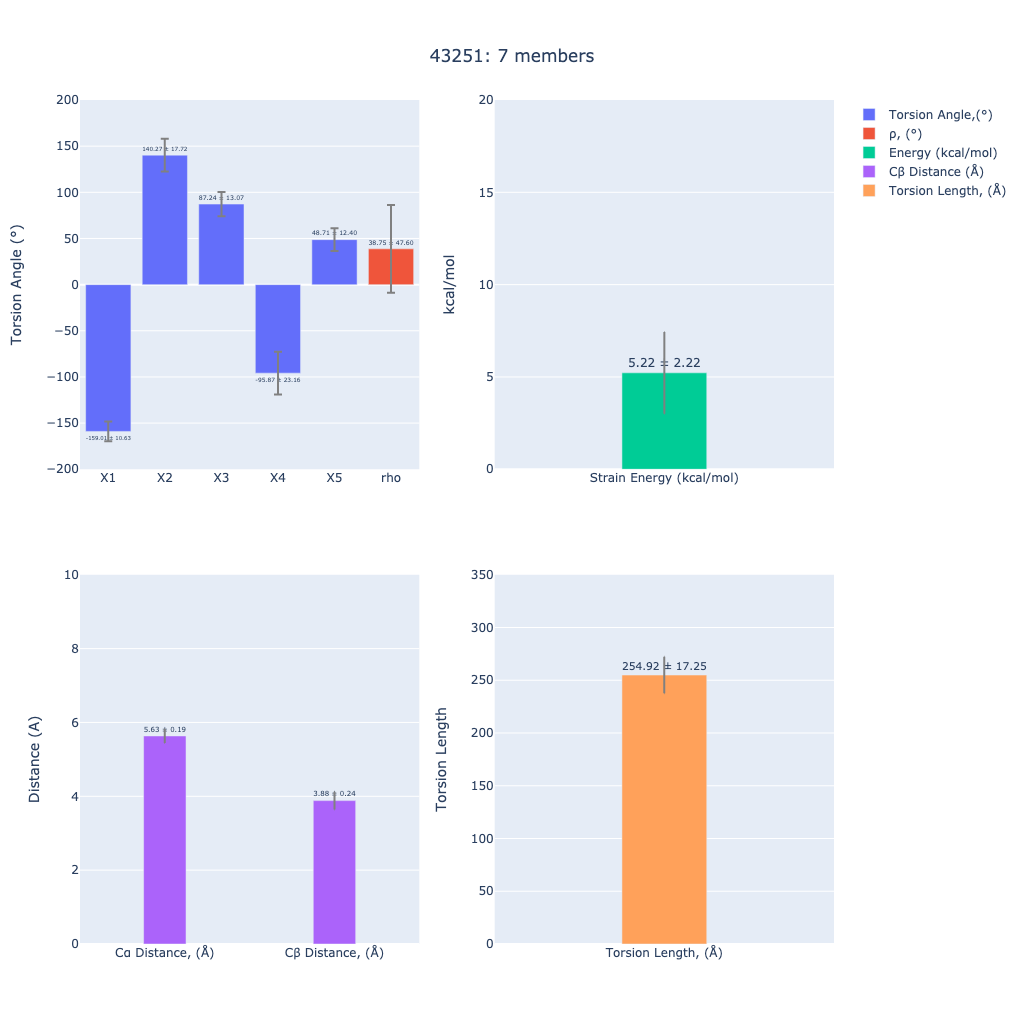 43251: 7 members
200
150
100
50
0
−50
−100
−150
−200
Torsion Angle (°)
140.27 ± 17.72
87.24 ± 13.07
48.71 ± 12.40
38.75 ± 47.60
-95.87 ± 23.16
-159.01 ± 10.63
X1 X2 X3 X4 X5 rho
20
15
10
5
0
kcal/mol
5.22 ± 2.22
Strain Energy (kcal/mol)
Torsion Angle,(°)
ρ, (°)
Energy (kcal/mol)
Cβ Distance (Å)
Torsion Length, (Å)
10
8
6
4
2
0
Distance (A)
5.63 ± 0.19
3.88 ± 0.24
Cα Distance, (Å) Cβ Distance, (Å)
350
300
250
200
150
100
50
0
Torsion Length
254.92 ± 17.25
Torsion Length, (Å)